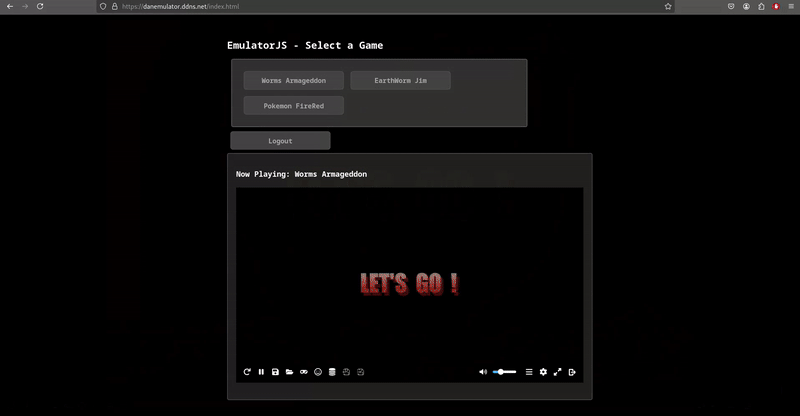 https://danemulator.ddns.net/index.html
EmulatorJS - Select a Game
Worms Armageddon EarthWorm Jim
Pokemon FireRed
Logout
Now Playing: Worms Armageddon
LET'S GO !